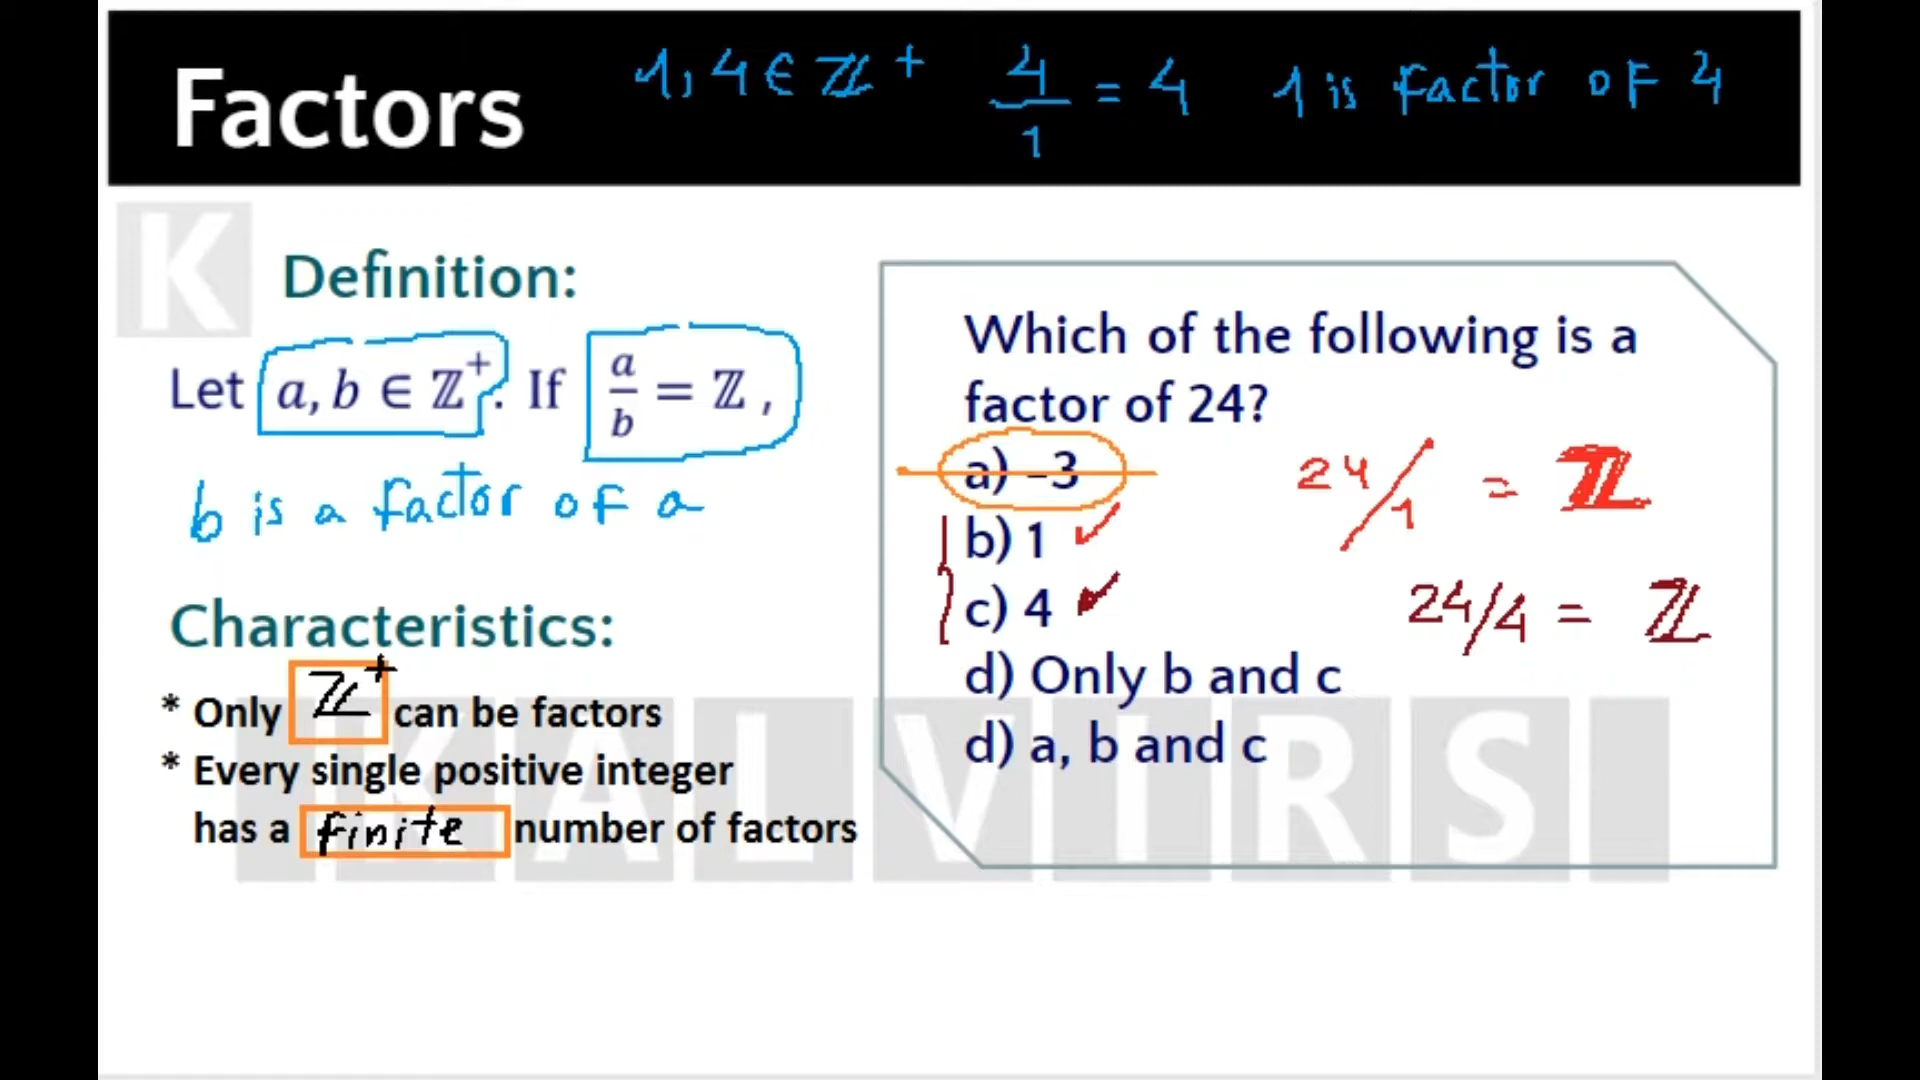 Factors 1, 4 ∈ ℤ⁺ 4/1 = 4 1 is factor of 4
K
Definition:
Let a, b ∈ ℤ⁺. If a/b = ℤ,
b is a factor of a
Characteristics:
* Only ℤ⁺ can be factors
* Every single positive integer
has a finite number of factors
Which of the following is a
factor of 24?
a) –3
24/1 = ℤ
b) 1 ✓
c) 4 ✓ 24/4 = ℤ
d) Only b and c
d) a, b and c
KALVIRS